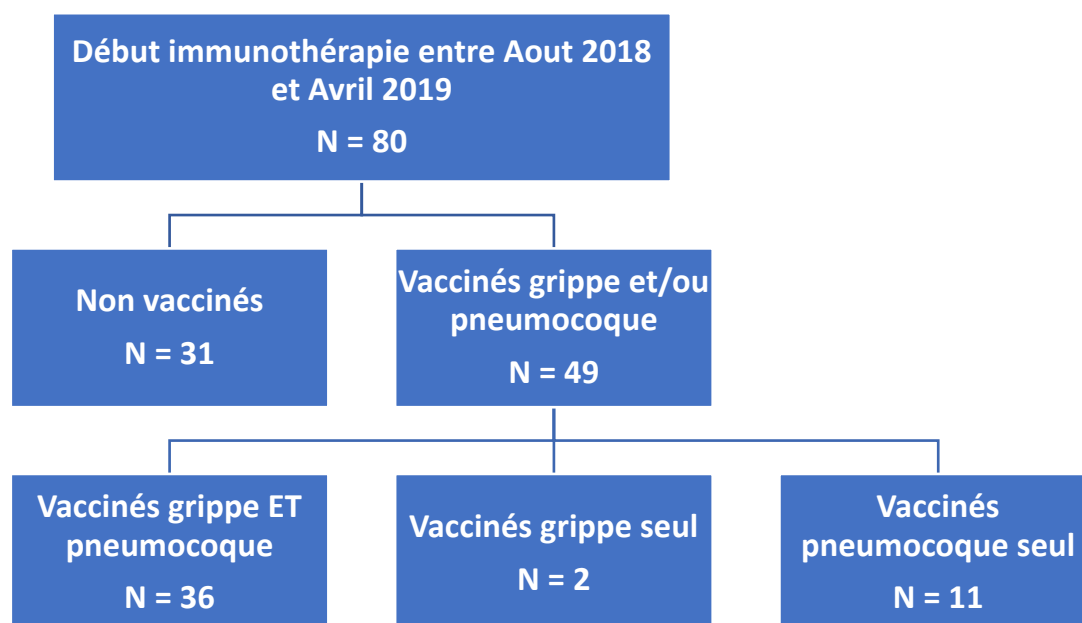 Début immunothérapie entre Aout 2018
et Avril 2019
N = 80
Non vaccinés
N = 31
Vaccinés grippe et/ou
pneumocoque
N = 49
Vaccinés grippe ET
pneumocoque
N = 36
Vaccinés grippe seul
N = 2
Vaccinés
pneumocoque seul
N = 11